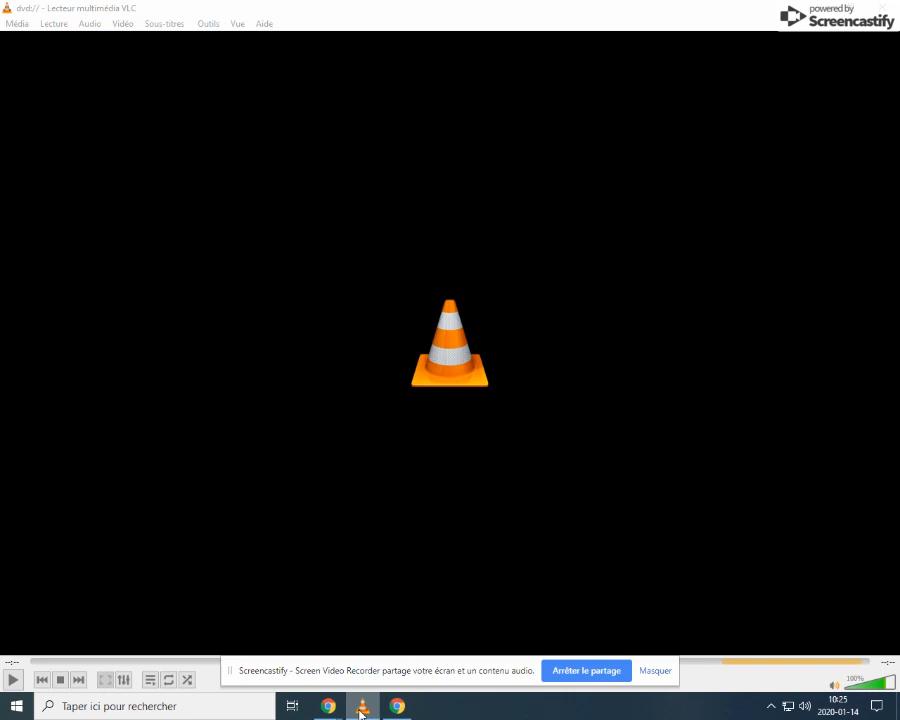 dvd:// - Lecteur multimédia VLC
powered by
Screencastify
Média Lecture Audio Vidéo Sous-titres Outils Vue Aide
--:-- --:--
Screencastify - Screen Video Recorder partage votre écran et un contenu audio. Arrêter le partage Masquer
100%
Taper ici pour rechercher
10:25
2020-01-14